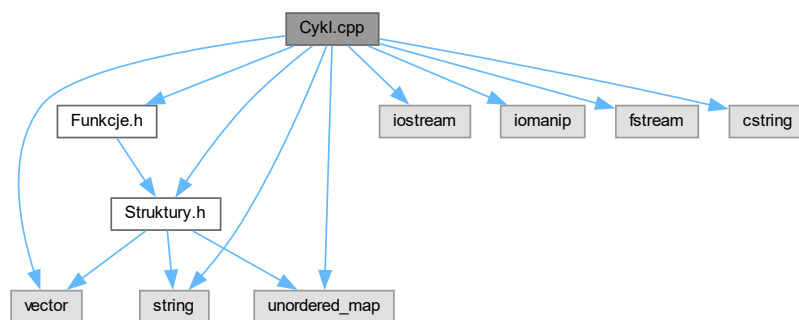 Cykl.cpp
Funkcje.h
iostream
iomanip
fstream
cstring
Struktury.h
vector
string
unordered_map